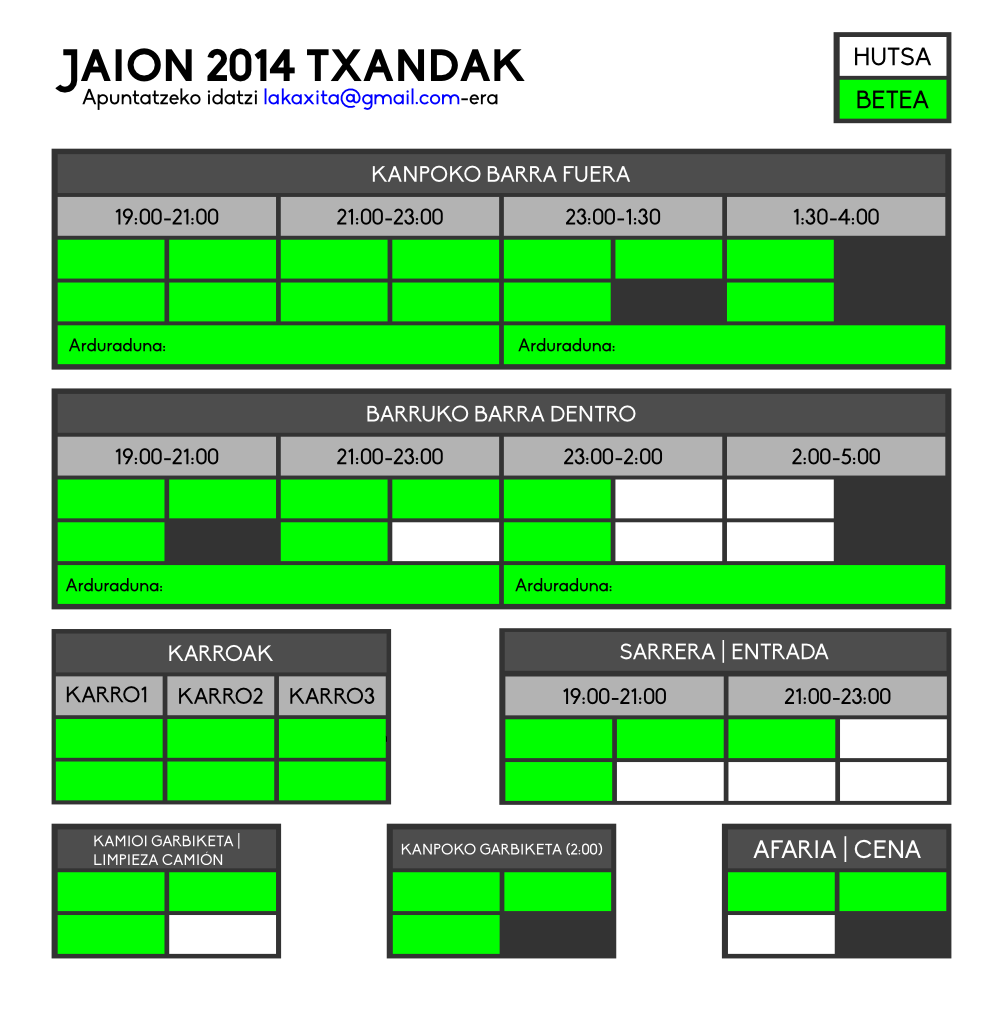 JAION 2014 TXANDAK
Apuntatzeko idatzi lakaxita@gmail.com-era
HUTSA
BETEA
KANPOKO BARRA FUERA
19:00-21:00 21:00-23:00 23:00-1:30 1:30-4:00
Arduraduna: Arduraduna:
BARRUKO BARRA DENTRO
19:00-21:00 21:00-23:00 23:00-2:00 2:00-5:00
Arduraduna: Arduraduna:
KARROAK
KARRO1 KARRO2 KARRO3
SARRERA | ENTRADA
19:00-21:00 21:00-23:00
KAMIOI GARBIKETA |
LIMPIEZA CAMIÓN
KANPOKO GARBIKETA (2:00)
AFARIA | CENA